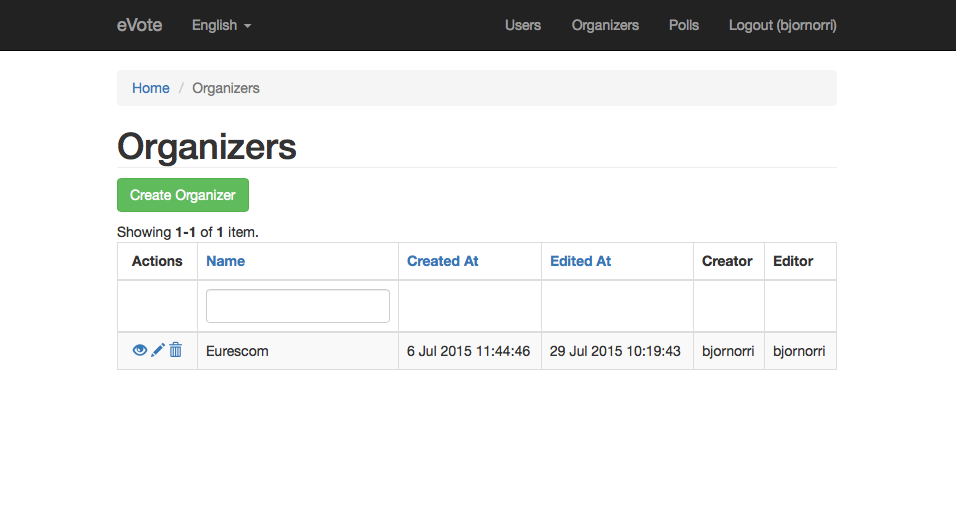 eVote English Users Organizers Polls Logout (bjornorri)
Home / Organizers
Organizers
Create Organizer
Showing 1-1 of 1 item.
Actions Name Created At Edited At Creator Editor
Eurescom 6 Jul 2015 11:44:46 29 Jul 2015 10:19:43 bjornorri bjornorri